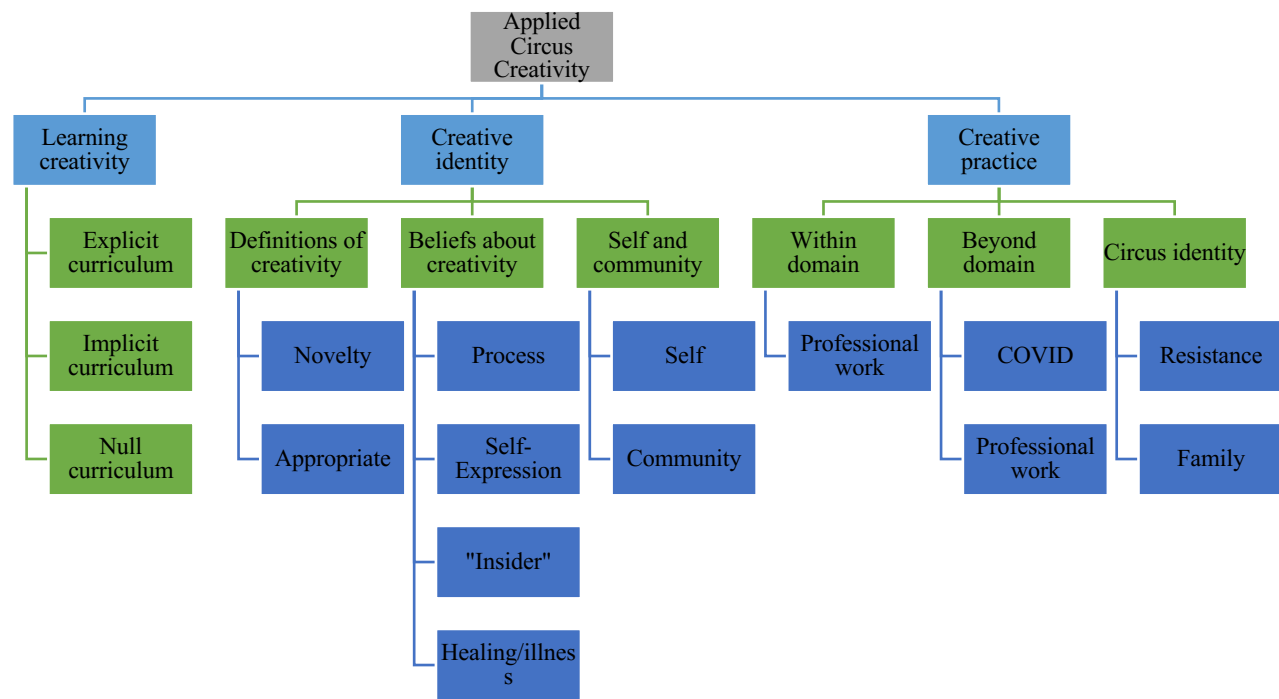 Applied
Circus
Creativity
Learning
creativity
Creative
identity
Creative
practice
Explicit
curriculum
Definitions of
creativity
Beliefs about
creativity
Self and
community
Within
domain
Beyond
domain
Circus identity
Implicit
curriculum
Novelty
Process
Self
Professional
work
COVID
Resistance
Null
curriculum
Appropriate
Self-
Expression
Community
Professional
work
Family
"Insider"
Healing/illnes
s